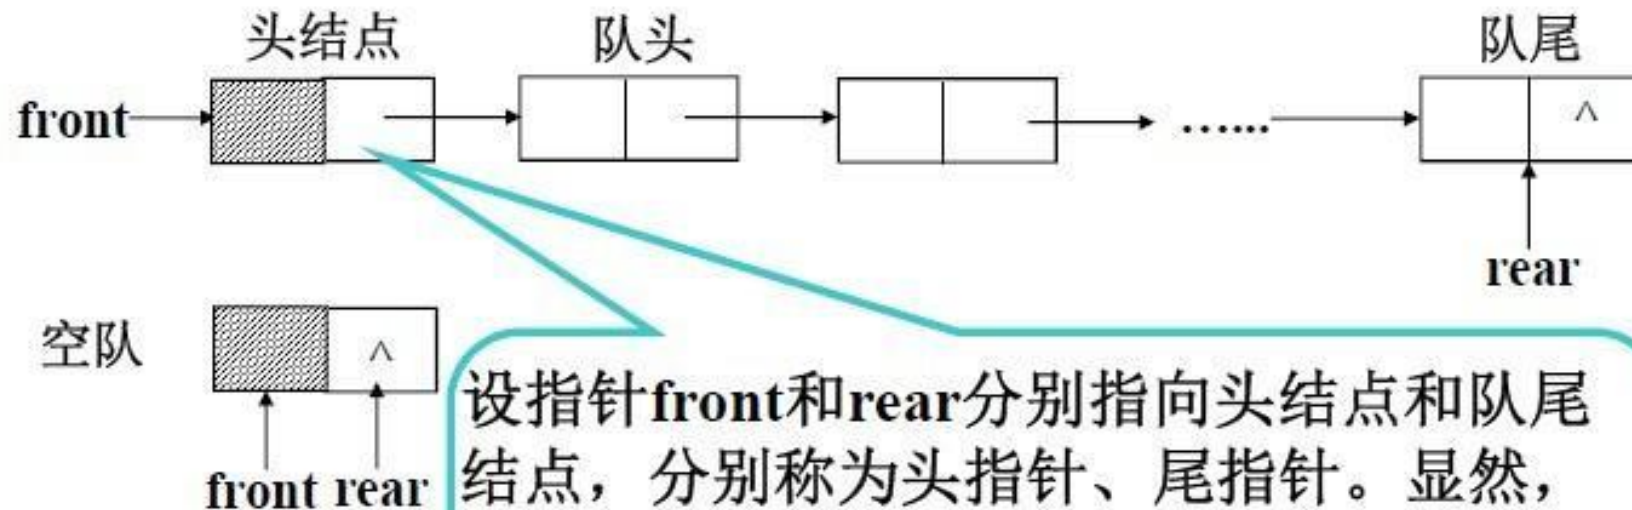 头结点 队头 队尾
front ^
…...
rear
空队 ^
front rear
设指针front和rear分别指向头结点和队尾
结点，分别称为头指针、尾指针。显然，